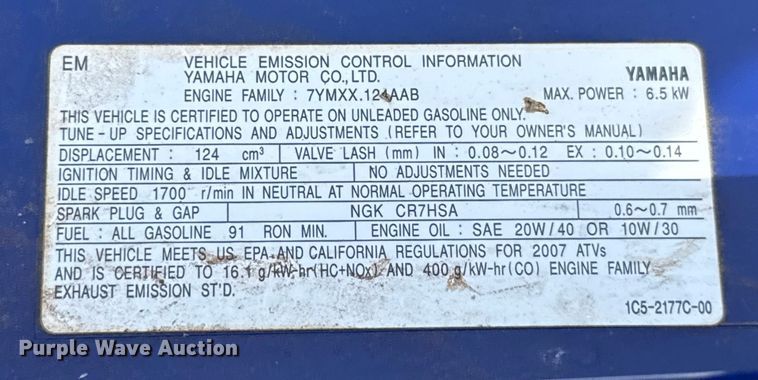 EM
VEHICLE EMISSION CONTROL INFORMATION
YAMAHA MOTOR CO.,LTD.
YAMAHA
ENGINE FAMILY : 7YMXX.124AAB MAX. POWER : 6.5 kW
THIS VEHICLE IS CERTIFIED TO OPERATE ON UNLEADED GASOLINE ONLY.
TUNE-UP SPECIFICATIONS AND ADJUSTMENTS (REFER TO YOUR OWNER'S MANUAL)
DISPLACEMENT : 124 cm³ VALVE LASH (mm) IN : 0.08～0.12 EX : 0.10～0.14
IGNITION TIMING & IDLE MIXTURE NO ADJUSTMENTS NEEDED
IDLE SPEED 1700 r/min IN NEUTRAL AT NORMAL OPERATING TEMPERATURE
SPARK PLUG & GAP NGK CR7HSA 0.6～0.7 mm
FUEL : ALL GASOLINE 91 RON MIN. ENGINE OIL : SAE 20W/40 OR 10W/30
THIS VEHICLE MEETS US EPA AND CALIFORNIA REGULATIONS FOR 2007 ATVs
AND IS CERTIFIED TO 16.1 g/kW-hr(HC+NOx) AND 400 g/kW-hr(CO) ENGINE FAMILY
EXHAUST EMISSION ST'D.
1C5-2177C-00
Purple Wave Auction